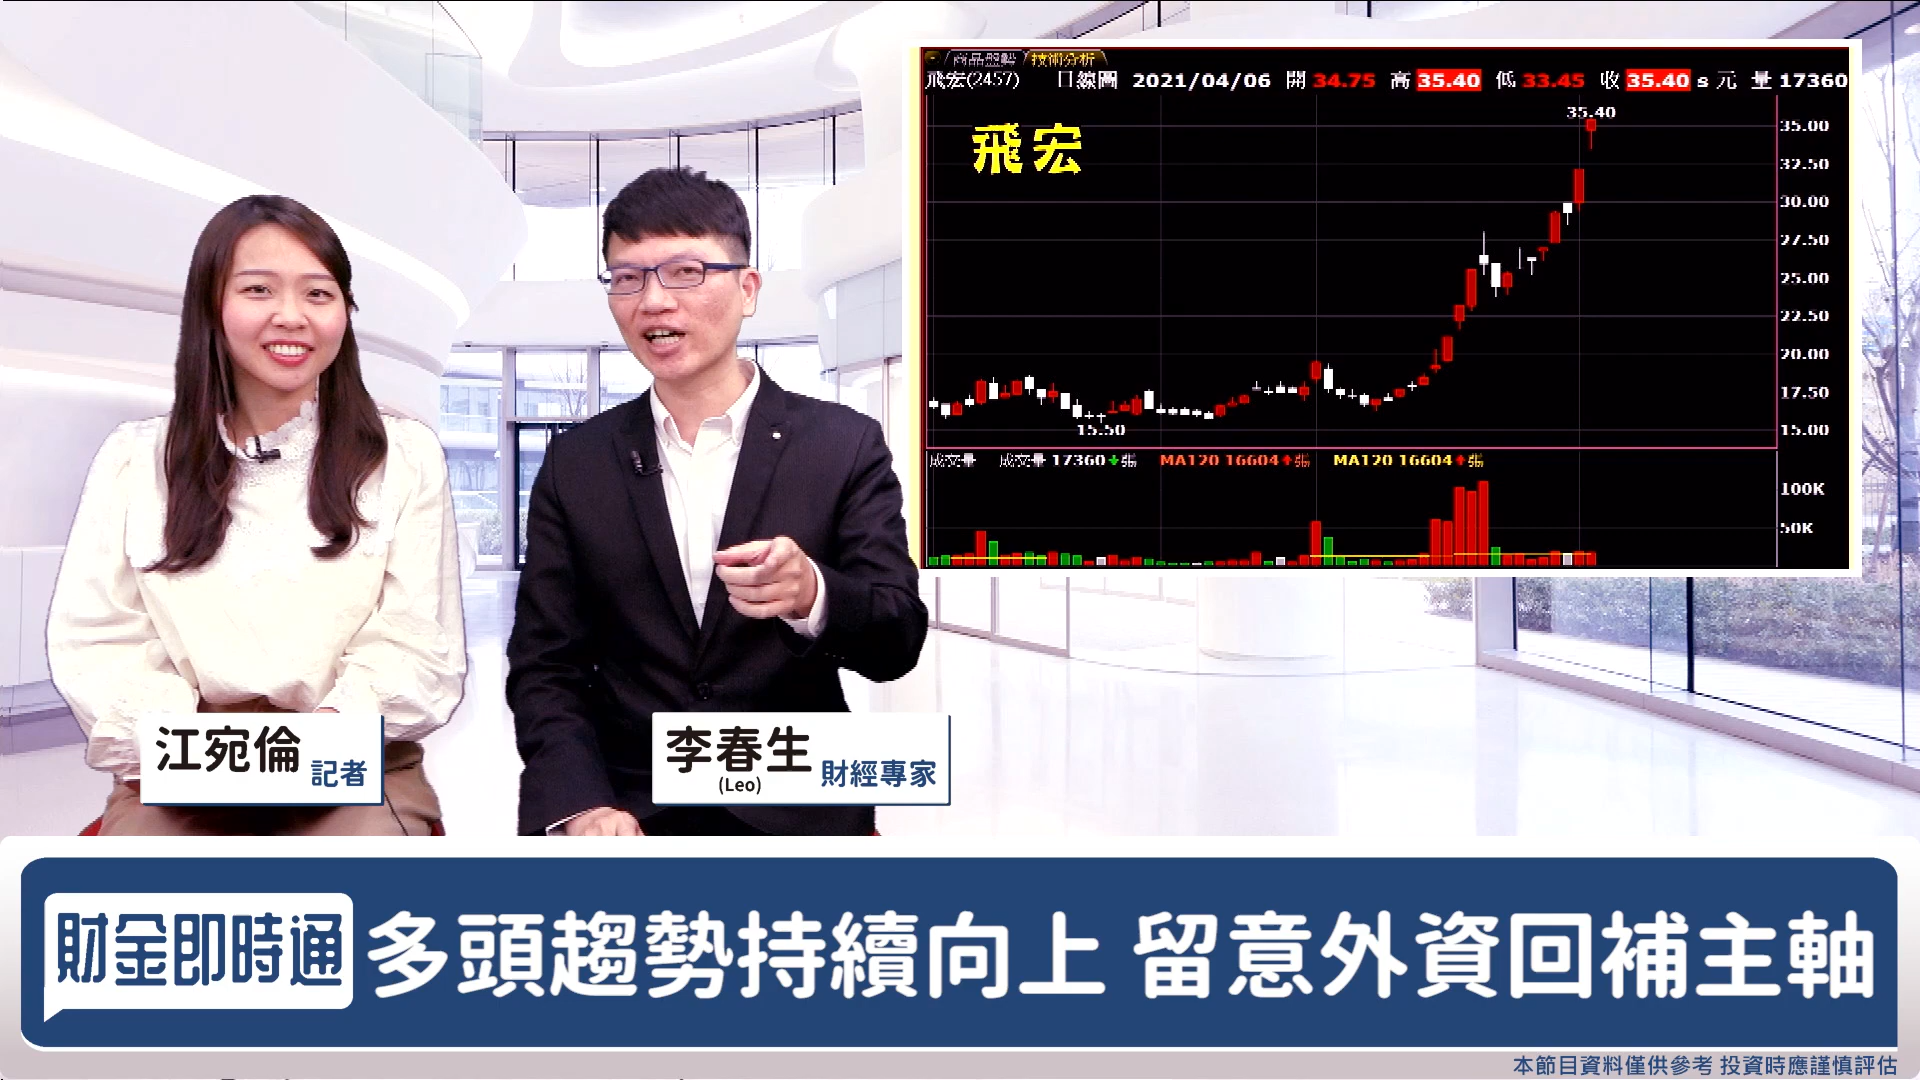 商品盤勢 技術分析
飛宏(2457) 日線圖 2021/04/06 開 34.75 高 35.40 低 33.45 收 35.40 s 元 量 17360
飛宏
35.40
15.50
35.00
32.50
30.00
27.50
25.00
22.50
20.00
17.50
15.00
成交量 成交量 17360↓張 MA120 16604↑張 MA120 16604↑張
100K
50K
江宛倫 記者
李春生 財經專家
(Leo)
財金即時通 多頭趨勢持續向上 留意外資回補主軸
本節目資料僅供參考 投資時應謹慎評估